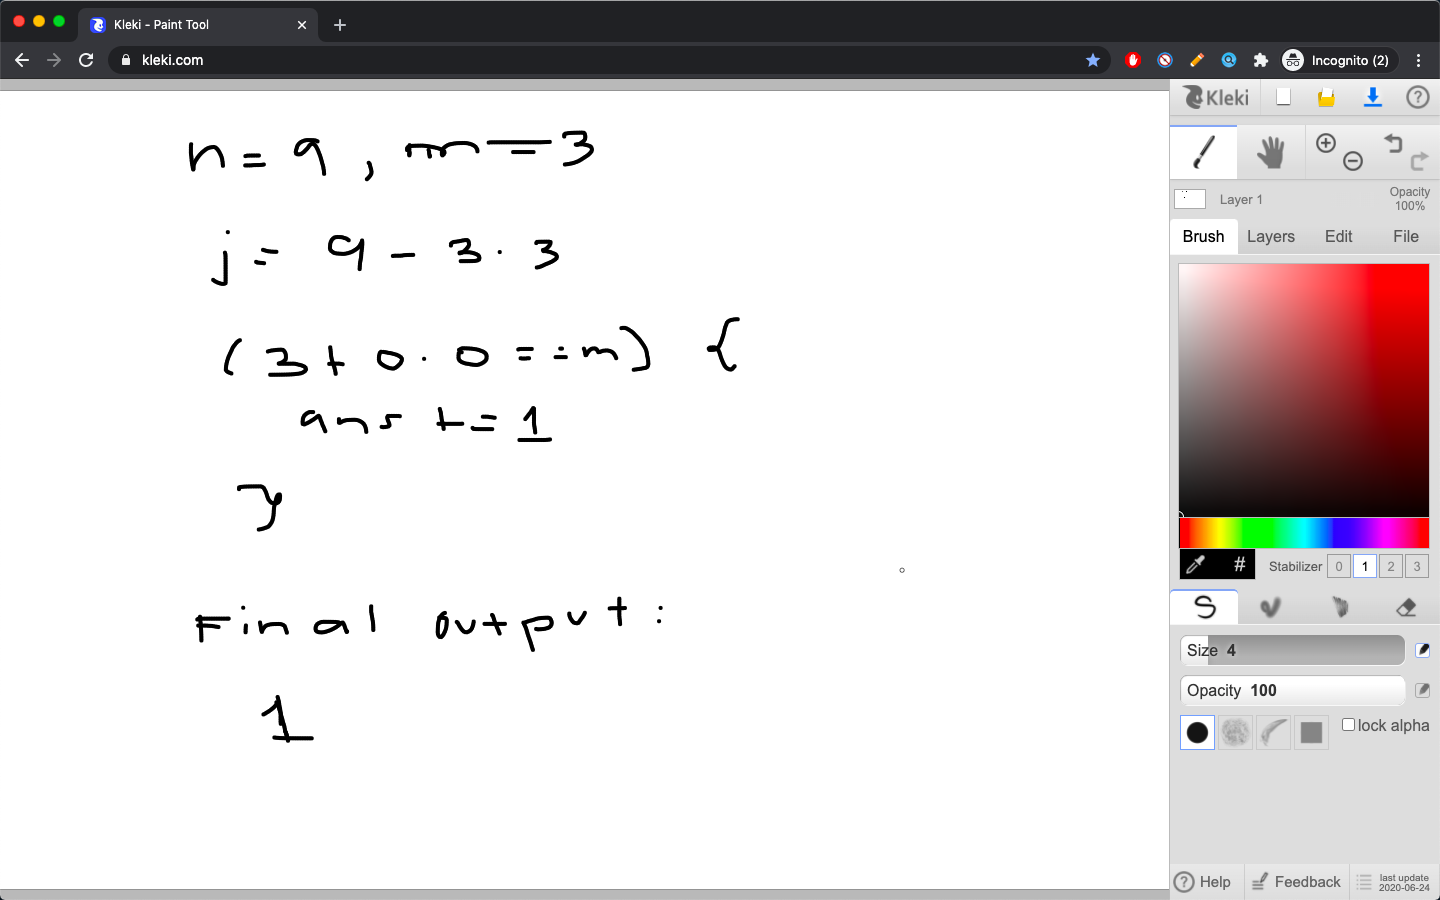 Kleki - Paint Tool
kleki.com
Incognito (2)
n = 9 , m = 3
j = 9 - 3 . 3
( 3 + 0 . 0 = = m ) {
ans += 1
}
Final output :
1
Kleki
Layer 1
Opacity
100%
Brush Layers Edit File
# Stabilizer 0 1 2 3
Size 4
Opacity 100
lock alpha
Help Feedback last update
2020-06-24